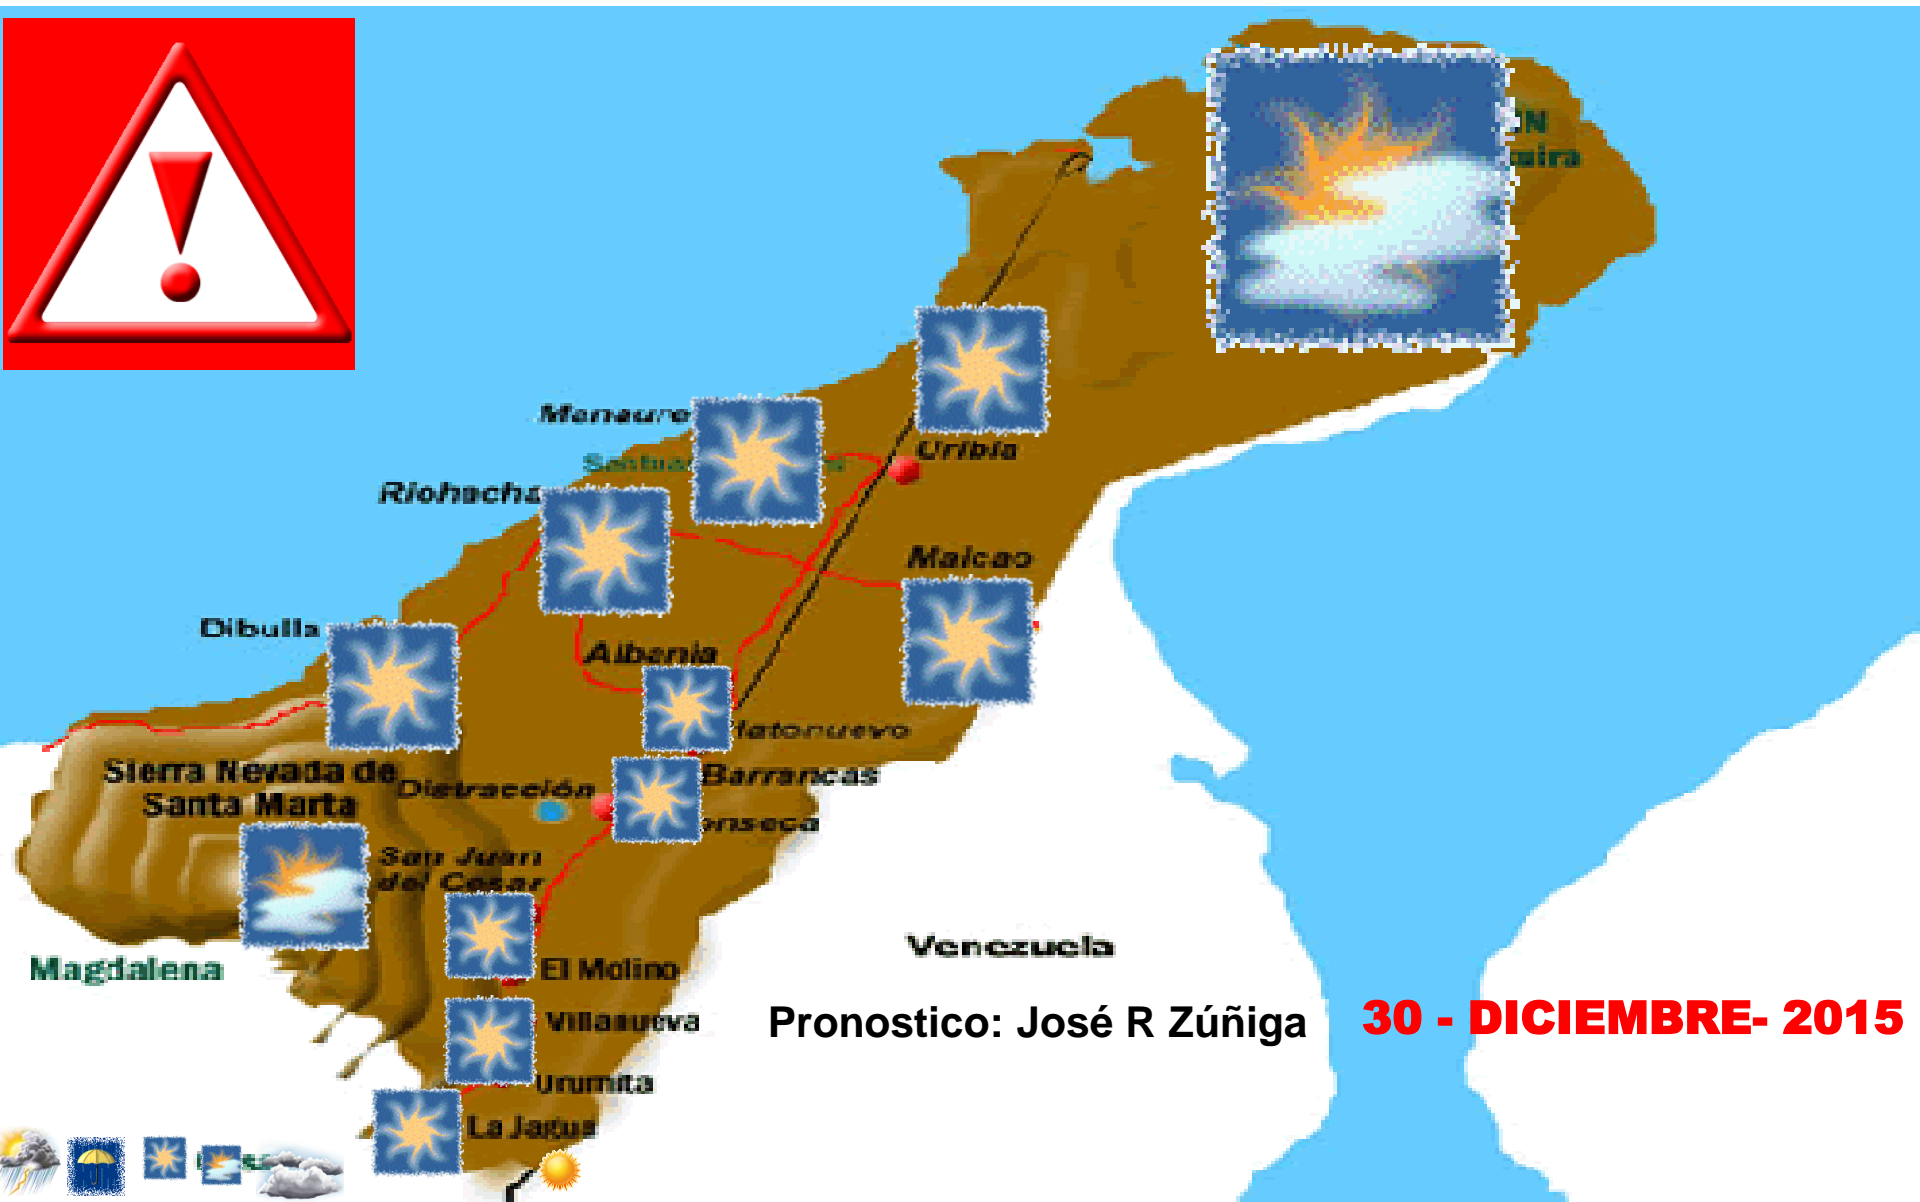 Manaure
Uribia
Riohacha
Maicao
Dibulla
Albania
Barrancas
Sierra Nevada de
Santa Marta
Distracción
San Juan
del Cesar
Magdalena
Venezuela
El Molino
Villanueva
Pronostico: José R Zúñiga
30 - DICIEMBRE- 2015
Urumita
La Jagua